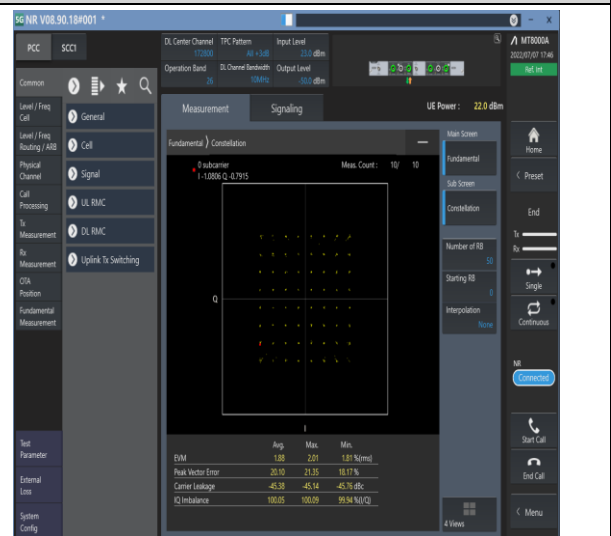 5G NR V08.90.18#001 *
PCC SCC1
DL Center Channel TPC Pattern Input Level
172800 All +3dB 23.0 dBm
Operation Band DL Channel Bandwidth Output Level
26 10MHz -50.0 dBm
MT8000A
2022/07/07 17:46
Ref. Int
Common
Level / Freq
Cell
Level / Freq
Routing / ARB
Physical
Channel
Call
Processing
Tx
Measurement
Rx
Measurement
OTA
Position
Fundamental
Measurement
Test
Parameter
External
Loss
System
Config
General
Cell
Signal
UL RMC
DL RMC
Uplink Tx Switching
Measurement Signaling UE Power : 22.0 dBm
Fundamental Constellation
0 subcarrier Meas. Count : 10/ 10
I -1.0806 Q -0.7915
Q
I
Avg. Max. Min.
EVM 1.88 2.01 1.81 %(rms)
Peak Vector Error 20.10 21.35 18.17 %
Carrier Leakage -45.38 -45.14 -45.76 dBc
IQ Imbalance 100.05 100.09 99.94 %(I/Q)
Main Screen
Fundamental
Sub Screen
Constellation
Number of RB
50
Starting RB
0
Interpolation
None
4 Views
Home
Preset
End
Tx
Rx
Single
Continuous
NR
Connected
Start Call
End Call
Menu